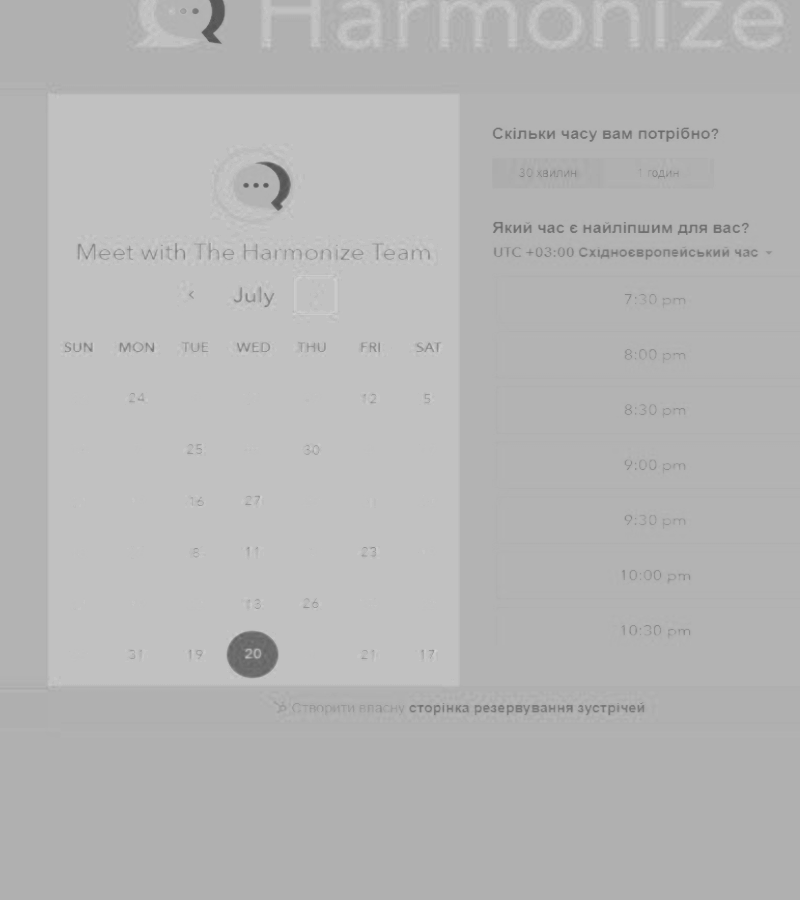 Harmonize
Meet with The Harmonize Team
July
SUN MON TUE WED THU FRI SAT
24 12 5
25 30
16 27
8 11 23
13 26
31 19 20 21 17
Скільки часу вам потрібно?
30 хвилин 1 годин
Який час є найліпшим для вас?
UTC +03:00 Східноєвропейський час
7:30 pm
8:00 pm
8:30 pm
9:00 pm
9:30 pm
10:00 pm
10:30 pm
Створити власну сторінка резервування зустрічей